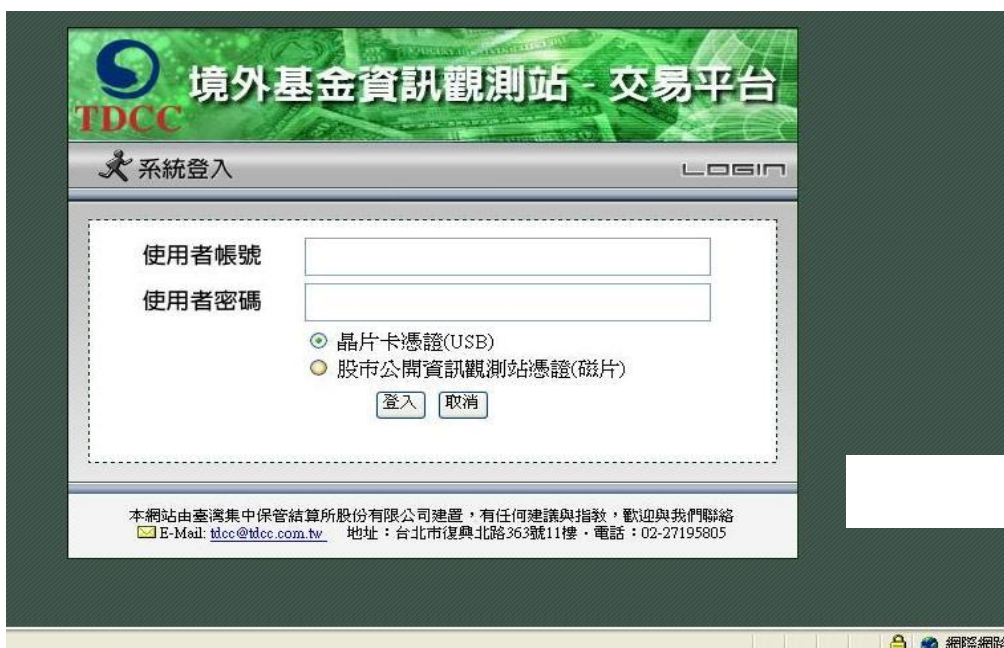 TDCC
境外基金資訊觀測站 - 交易平台
系統登入
LOGIN
使用者帳號
使用者密碼
晶片卡憑證(USB)
股市公開資訊觀測站憑證(磁片)
登入 取消
本網站由臺灣集中保管結算所股份有限公司建置，有任何建議與指教，歡迎與我們聯絡
E-Mail: tdcc@tdcc.com.tw 地址：台北市復興北路363號11樓・電話：02-27195805
網際網路